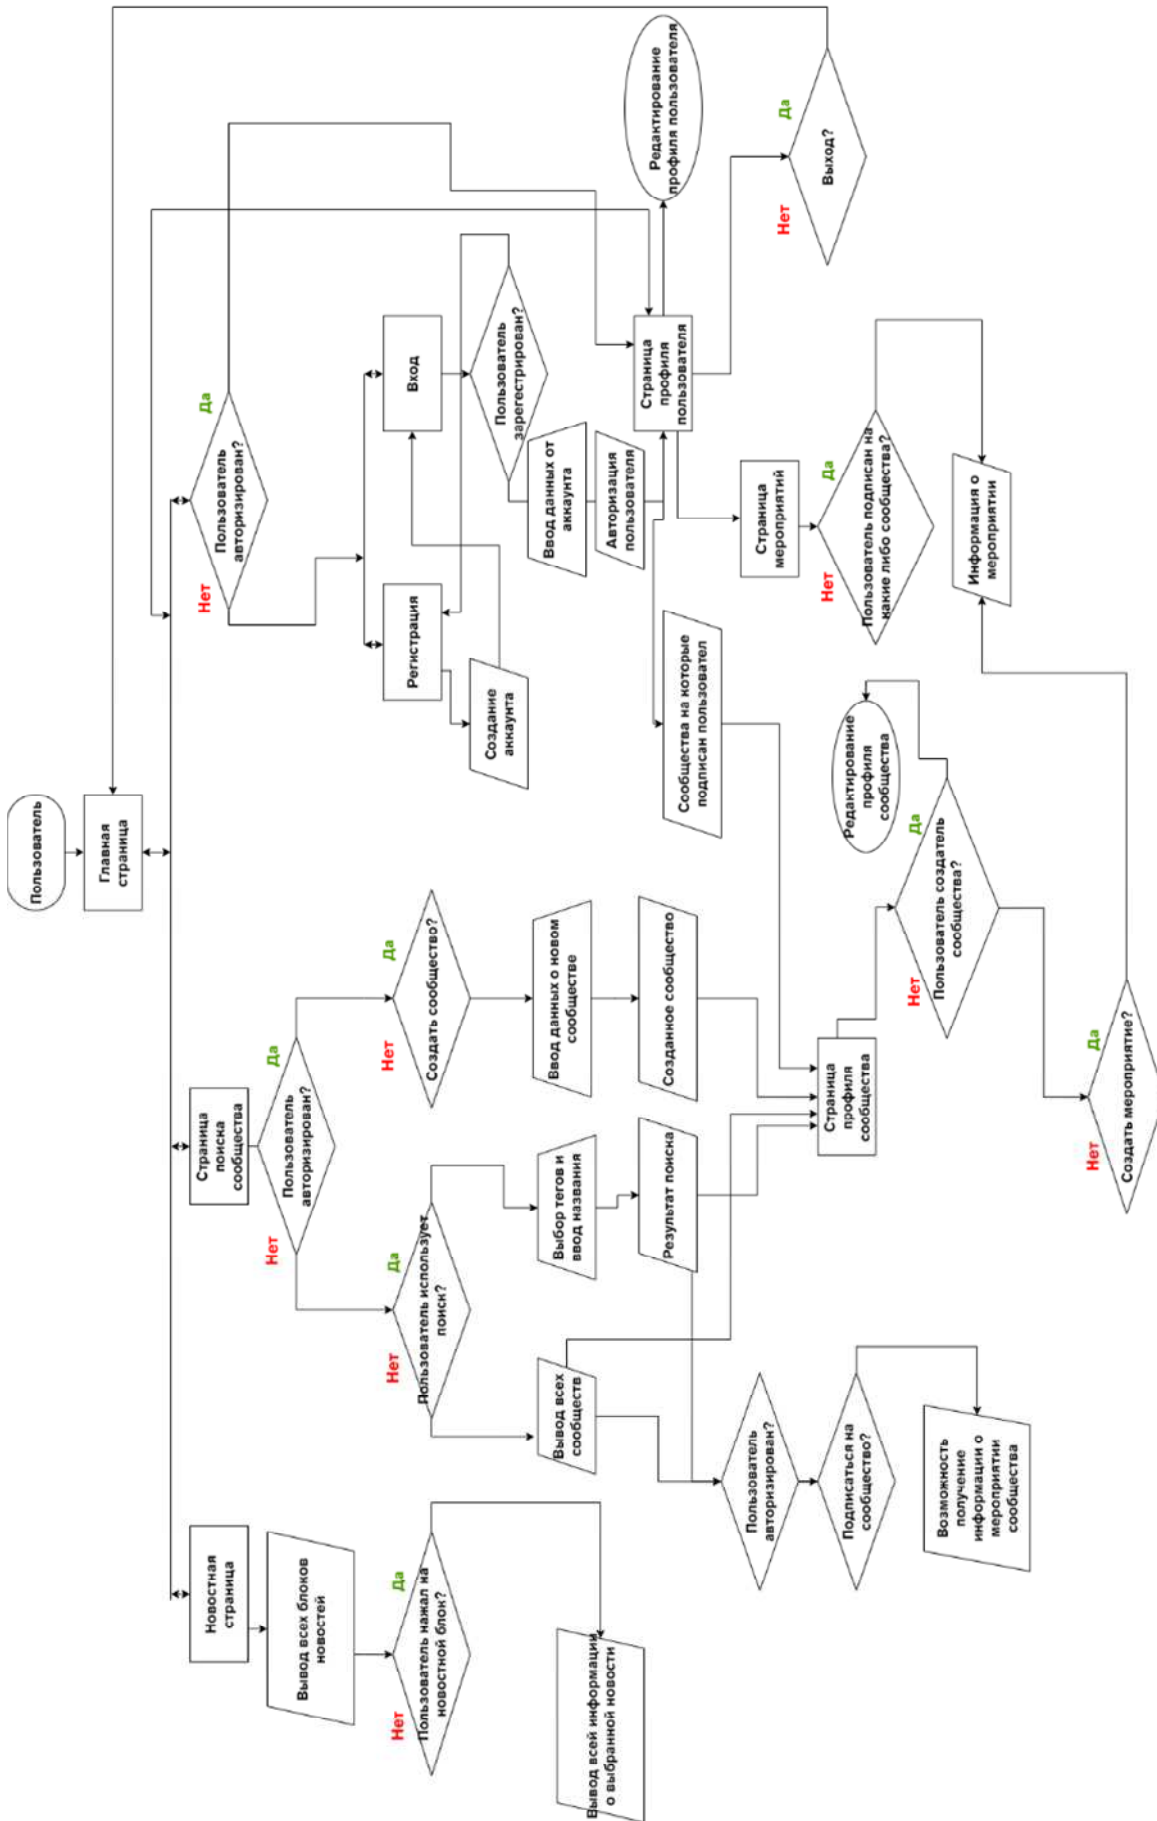 Пользователь
Главная
страница
Новостная
страница
Вывод всех блоков
новостей
Пользователь нажал на
новостной блок?
Нет
Да
Вывод всей информации
о выбранной новости
Страница
поиска
сообщества
Пользователь
авторизирован?
Нет
Да
Пользователь использует
поиск?
Нет
Да
Вывод всех
сообществ
Выбор тегов и
ввод названия
Результат поиска
Создать сообщество?
Нет
Да
Ввод данных о новом
сообществе
Созданное сообщество
Пользователь
авторизирован?
Подписаться на
сообщество?
Возможность
получение
информации о
мероприятии
сообщества
Страница
профиля
сообщества
Пользователь создатель
сообщества?
Нет
Да
Редактирование
профиля
сообщества
Создать мероприятие?
Нет
Да
Пользователь
авторизирован?
Нет
Да
Регистрация
Вход
Создание
аккаунта
Пользователь
зарегестрирован?
Ввод данных от
аккаунта
Авторизация
пользователя
Сообщества на которые
подписан пользовател
Страница
профиля
пользователя
Редактирование
профиля пользователя
Страница
мероприятий
Пользователь подписан на
какие либо сообщества?
Нет
Да
Информация о
мероприятии
Выход?
Нет
Да